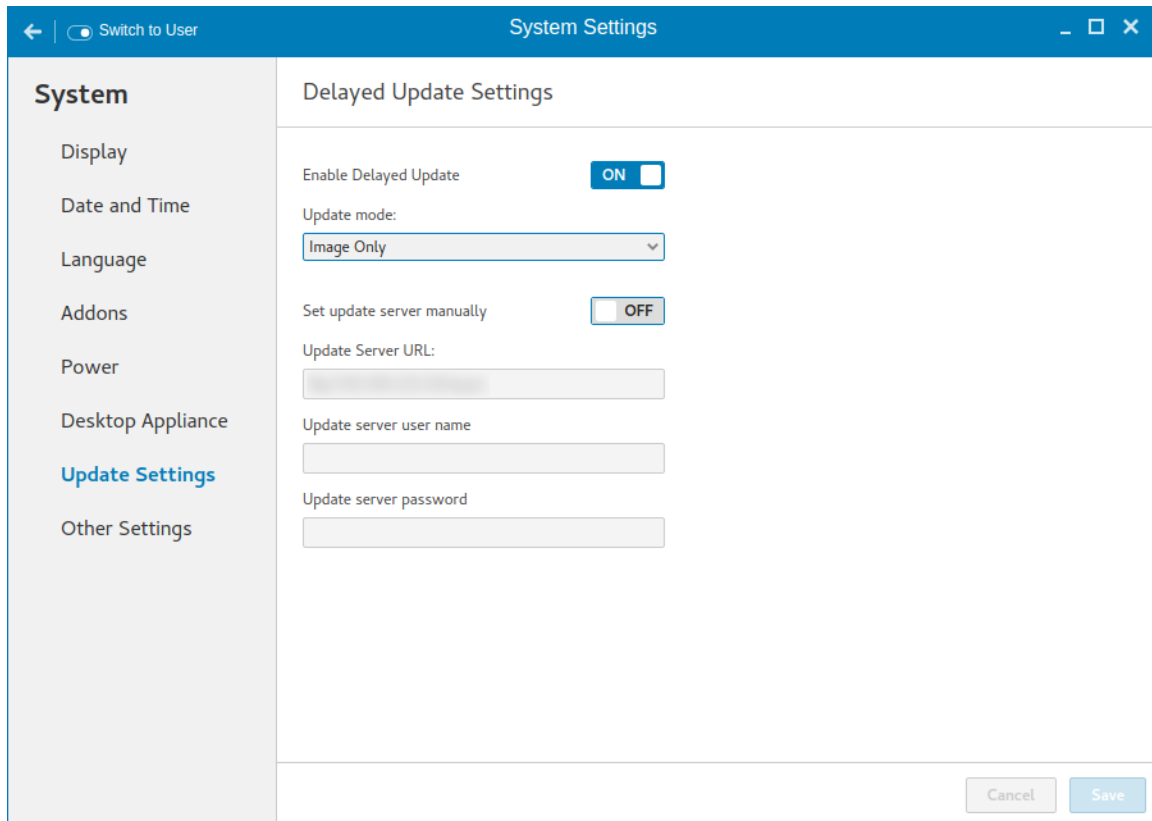 Switch to User
System Settings
System
Display
Date and Time
Language
Addons
Power
Desktop Appliance
Update Settings
Other Settings
Delayed Update Settings
Enable Delayed Update ON
Update mode:
Image Only
Set update server manually OFF
Update Server URL:
Update server user name
Update server password
Cancel Save